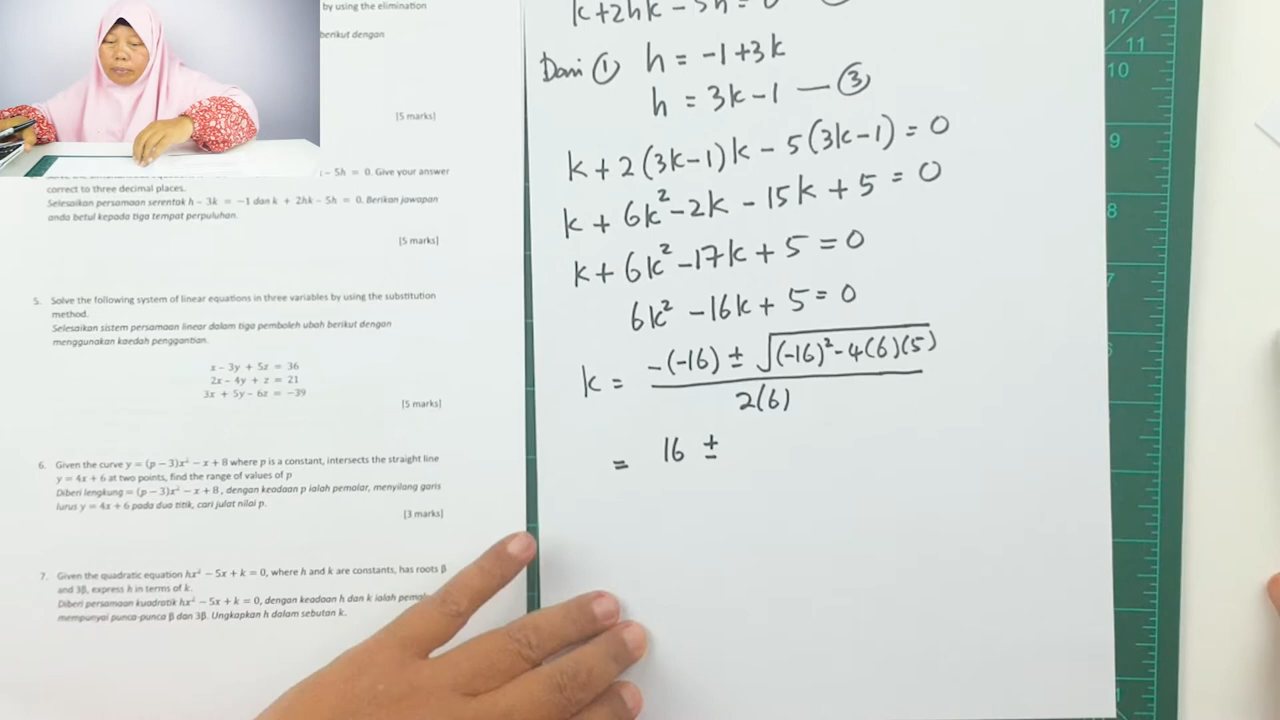 by using the elimination
berikut dengan
[5 marks]
: - 5h = 0. Give your answer
correct to three decimal places.
Selesaikan persamaan serentak h - 3k = -1 dan k + 2hk - 5h = 0. Berikan jawapan
anda betul kepada tiga tempat perpuluhan.
[5 marks]
5. Solve the following system of linear equations in three variables by using the substitution
method.
Selesaikan sistem persamaan linear dalam tiga pemboleh ubah berikut dengan
menggunakan kaedah penggantian.
x - 3y + 5z = 36
2x - 4y + z = 21
3x + 5y - 6z = -39
[5 marks]
6. Given the curve y = (p - 3)x² - x + 8 where p is a constant, intersects the straight line
y = 4x + 6 at two points, find the range of values of p
Diberi lengkung = (p - 3)x² - x + 8, dengan keadaan p ialah pemalar, menyilang garis
lurus y = 4x + 6 pada dua titik, cari julat nilai p.
[3 marks]
7. Given the quadratic equation hx² - 5x + k = 0, where h and k are constants, has roots β
and 3β, express h in terms of k.
Diberi persamaan kuadratik hx² - 5x + k = 0, dengan keadaan h dan k ialah
mempunyai punca-punca β dan 3β. Ungkapkan h dalam sebutan k.
k + 2hk - 5h = 0
Dari ① h = -1 + 3k
h = 3k - 1 — ③
k + 2(3k-1)k - 5(3k-1) = 0
k + 6k² - 2k - 15k + 5 = 0
k + 6k² - 17k + 5 = 0
6k² - 16k + 5 = 0
k = -(-16) ± √(-16)² - 4(6)(5)
2(6)
= 16 ±
17
11
10
9
8
7